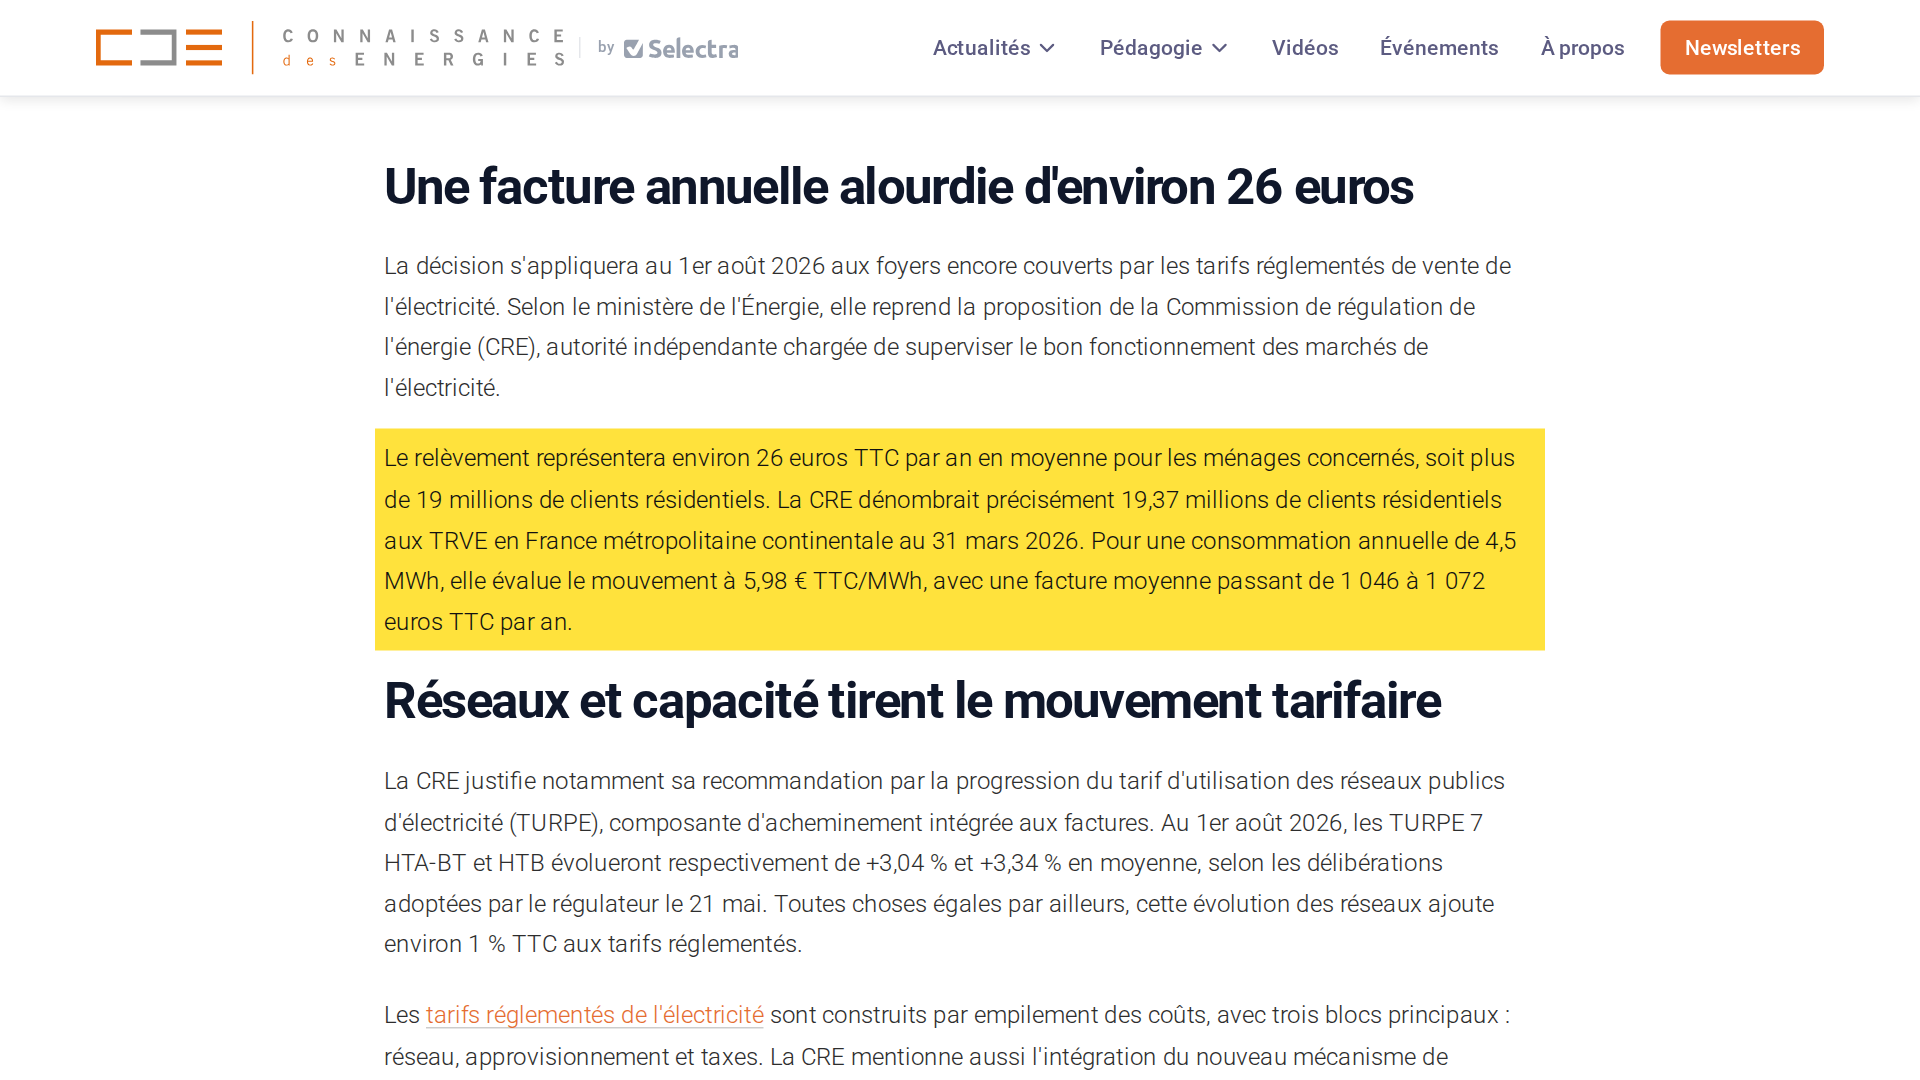 CONNAISSANCE
des ENERGIES
by Selectra
Actualités
Pédagogie
Vidéos
Événements
À propos
Newsletters
Une facture annuelle alourdie d'environ 26 euros
La décision s'appliquera au 1er août 2026 aux foyers encore couverts par les tarifs réglementés de vente de
l'électricité. Selon le ministère de l'Énergie, elle reprend la proposition de la Commission de régulation de
l'énergie (CRE), autorité indépendante chargée de superviser le bon fonctionnement des marchés de
l'électricité.
Le relèvement représentera environ 26 euros TTC par an en moyenne pour les ménages concernés, soit plus
de 19 millions de clients résidentiels. La CRE dénombrait précisément 19,37 millions de clients résidentiels
aux TRVE en France métropolitaine continentale au 31 mars 2026. Pour une consommation annuelle de 4,5
MWh, elle évalue le mouvement à 5,98 € TTC/MWh, avec une facture moyenne passant de 1 046 à 1 072
euros TTC par an.
Réseaux et capacité tirent le mouvement tarifaire
La CRE justifie notamment sa recommandation par la progression du tarif d'utilisation des réseaux publics
d'électricité (TURPE), composante d'acheminement intégrée aux factures. Au 1er août 2026, les TURPE 7
HTA-BT et HTB évolueront respectivement de +3,04 % et +3,34 % en moyenne, selon les délibérations
adoptées par le régulateur le 21 mai. Toutes choses égales par ailleurs, cette évolution des réseaux ajoute
environ 1 % TTC aux tarifs réglementés.
Les tarifs réglementés de l'électricité sont construits par empilement des coûts, avec trois blocs principaux :
réseau, approvisionnement et taxes. La CRE mentionne aussi l'intégration du nouveau mécanisme de